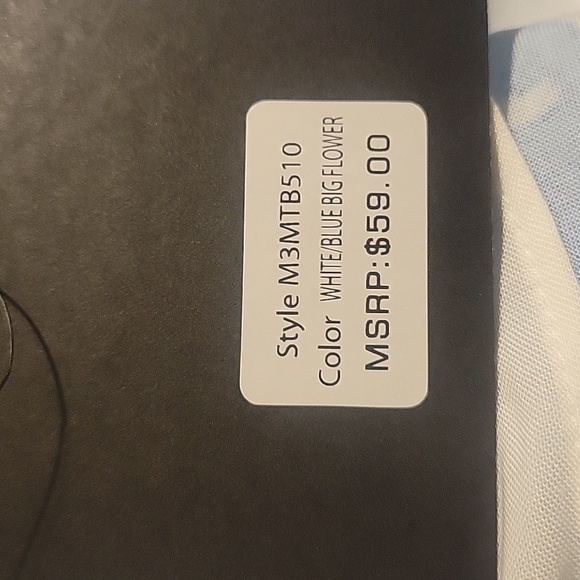 Style M3MTB510
Color WHITE/BLUE BIG FLOWER
MSRP:$59.00